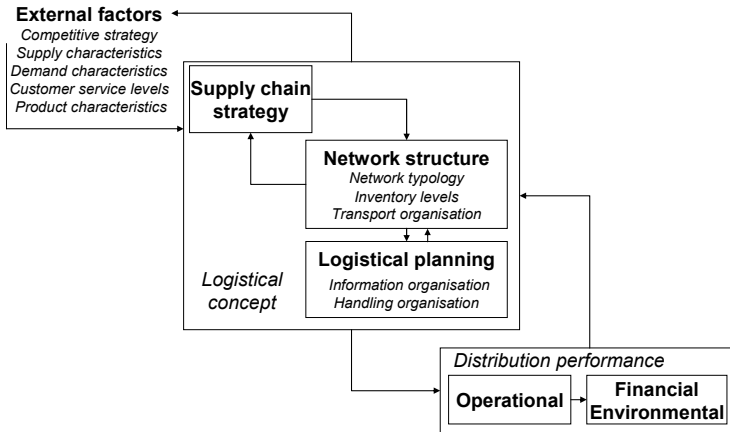 External factors
Competitive strategy
Supply characteristics
Demand characteristics
Customer service levels
Product characteristics
Supply chain
strategy
Network structure
Network typology
Inventory levels
Transport organisation
Logistical planning
Information organisation
Handling organisation
Logistical
concept
Distribution performance
Operational
Financial
Environmental